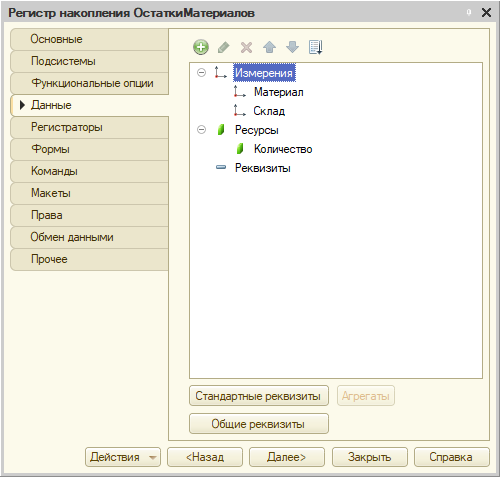 Регистр накопления ОстаткиМатериалов
Основные
Подсистемы
Функциональные опции
Данные
Регистраторы
Формы
Команды
Макеты
Права
Обмен данными
Прочее
Измерения
Материал
Склад
Ресурсы
Количество
Реквизиты
Стандартные реквизиты
Агрегаты
Общие реквизиты
Действия
<Назад
Далее>
Закрыть
Справка